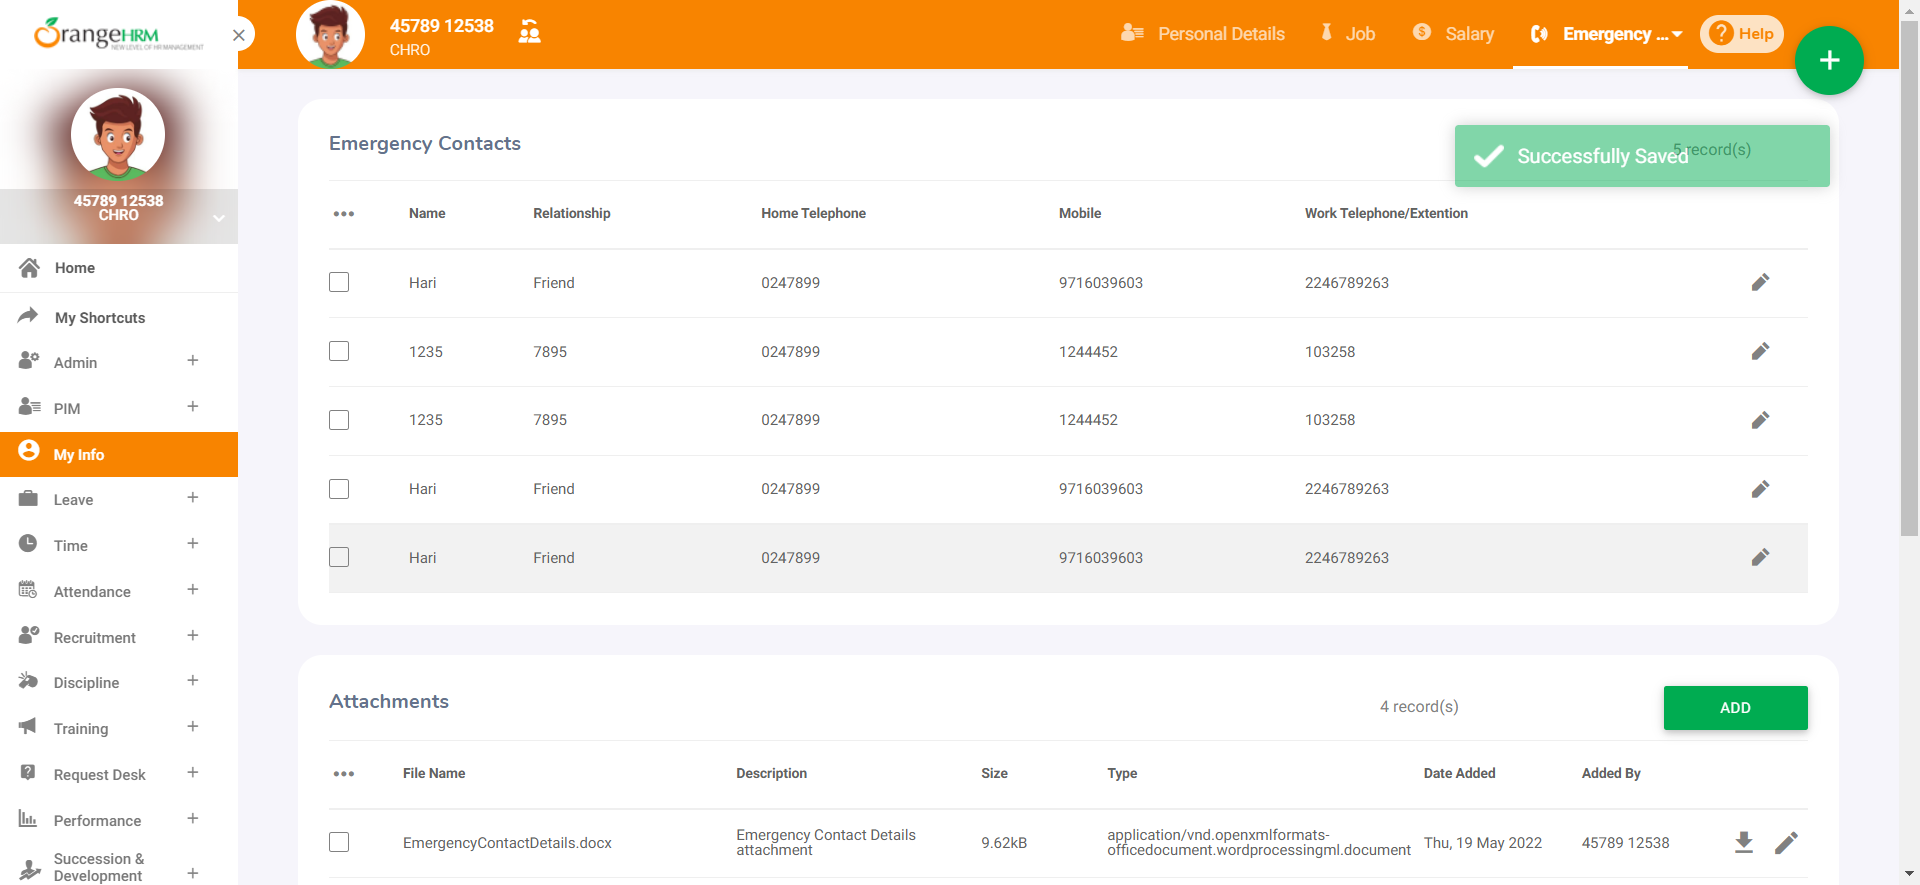 OrangeHRM
NEW LEVEL OF HR MANAGEMENT
45789 12538
CHRO
Personal Details
Job
Salary
Emergency ...
Help
45789 12538
CHRO
Home
My Shortcuts
Admin
PIM
My Info
Leave
Time
Attendance
Recruitment
Discipline
Training
Request Desk
Performance
Succession &
Development
Emergency Contacts
5 record(s)
Successfully Saved
Name Relationship Home Telephone Mobile Work Telephone/Extention
Hari Friend 0247899 9716039603 2246789263
1235 7895 0247899 1244452 103258
1235 7895 0247899 1244452 103258
Hari Friend 0247899 9716039603 2246789263
Hari Friend 0247899 9716039603 2246789263
Attachments
4 record(s)
ADD
File Name Description Size Type Date Added Added By
EmergencyContactDetails.docx Emergency Contact Details
attachment 9.62kB application/vnd.openxmlformats-
officedocument.wordprocessingml.document Thu, 19 May 2022 45789 12538